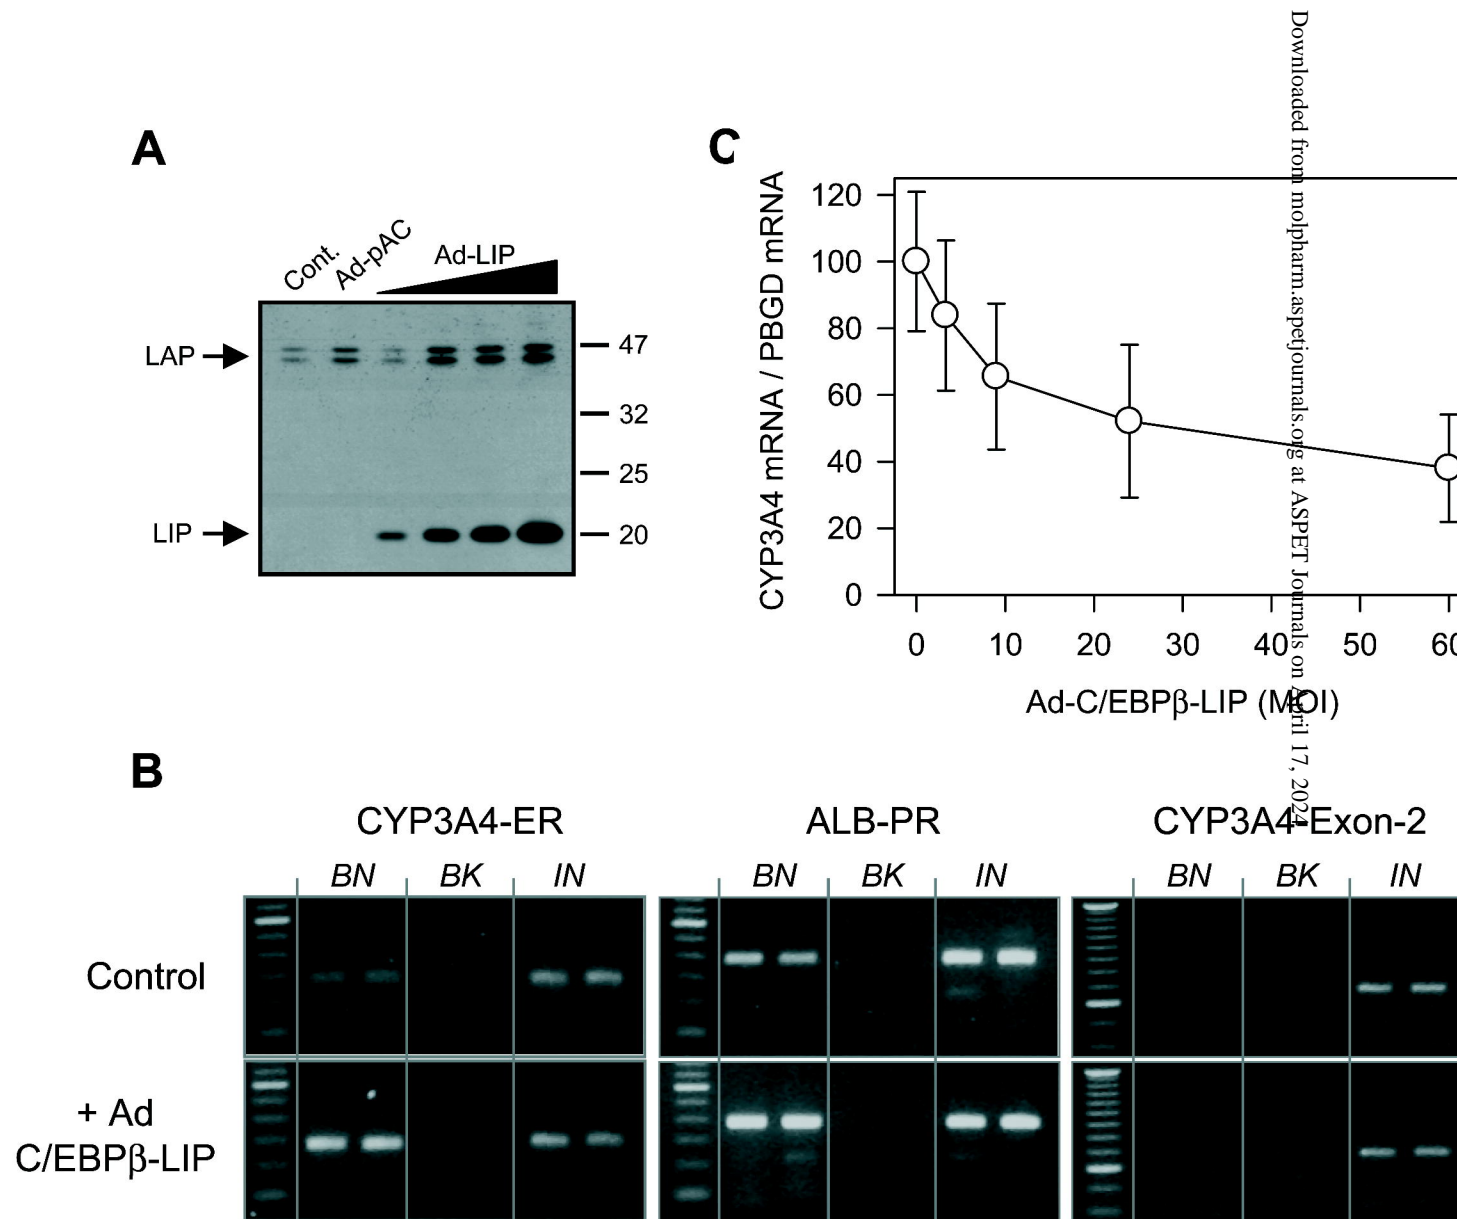 A
Cont.
Ad-pAC
Ad-LIP
LAP
LIP
47
32
25
20
C
CYP3A4 mRNA / PBGD mRNA
120
100
80
60
40
20
0
0 10 20 30 40 50 60
Ad-C/EBPβ-LIP (MOI)
Downloaded from molpharm.aspetjournals.org at ASPET Journals on April 17, 2024
B
CYP3A4-ER ALB-PR CYP3A4-Exon-2
BN BK IN BN BK IN BN BK IN
Control
+ Ad
C/EBPβ-LIP